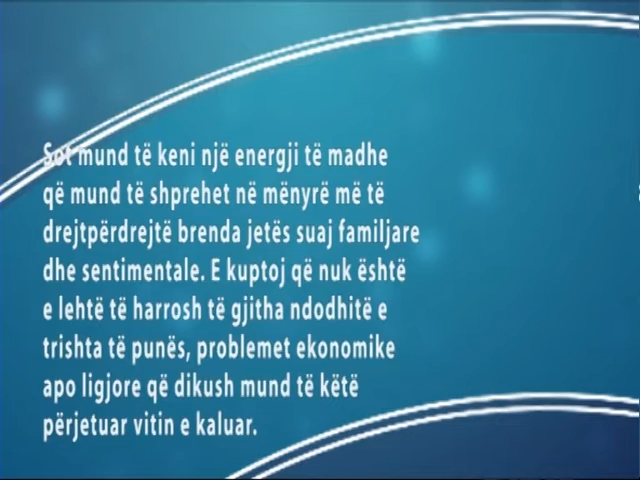 Sot mund të keni një energji të madhe
që mund të shprehet në mënyrë më të
drejtpërdrejtë brenda jetës suaj familjare
dhe sentimentale. E kuptoj që nuk është
e lehtë të harrosh të gjitha ndodhitë e
trishta të punës, problemet ekonomike
apo ligjore që dikush mund të këtë
përjetuar vitin e kaluar.